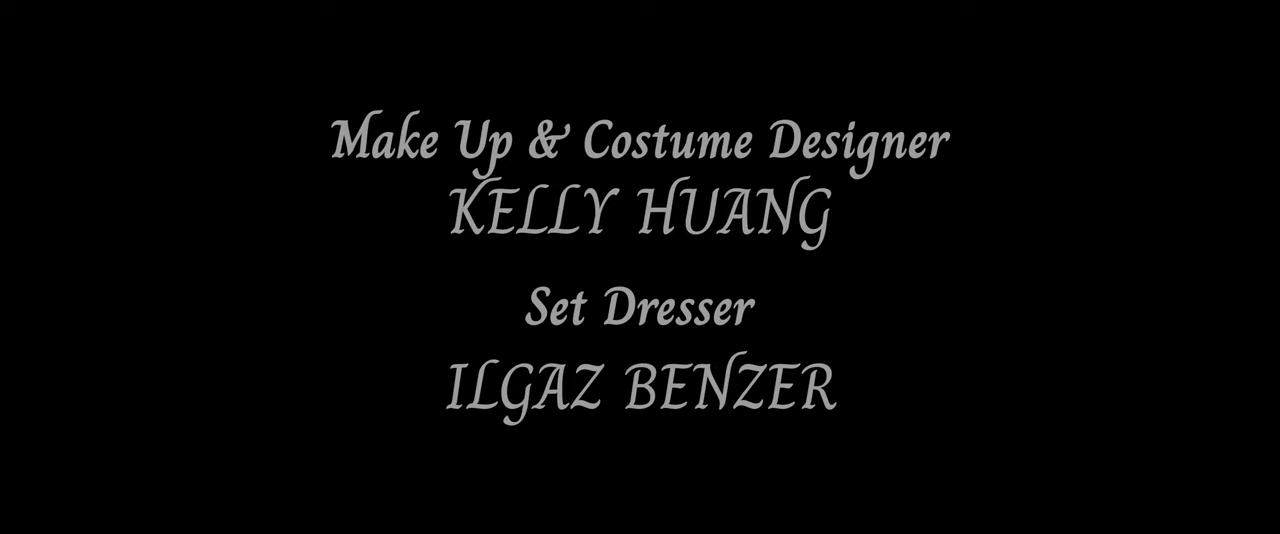 Make Up & Costume Designer
KELLY HUANG
Set Dresser
ILGAZ BENZER